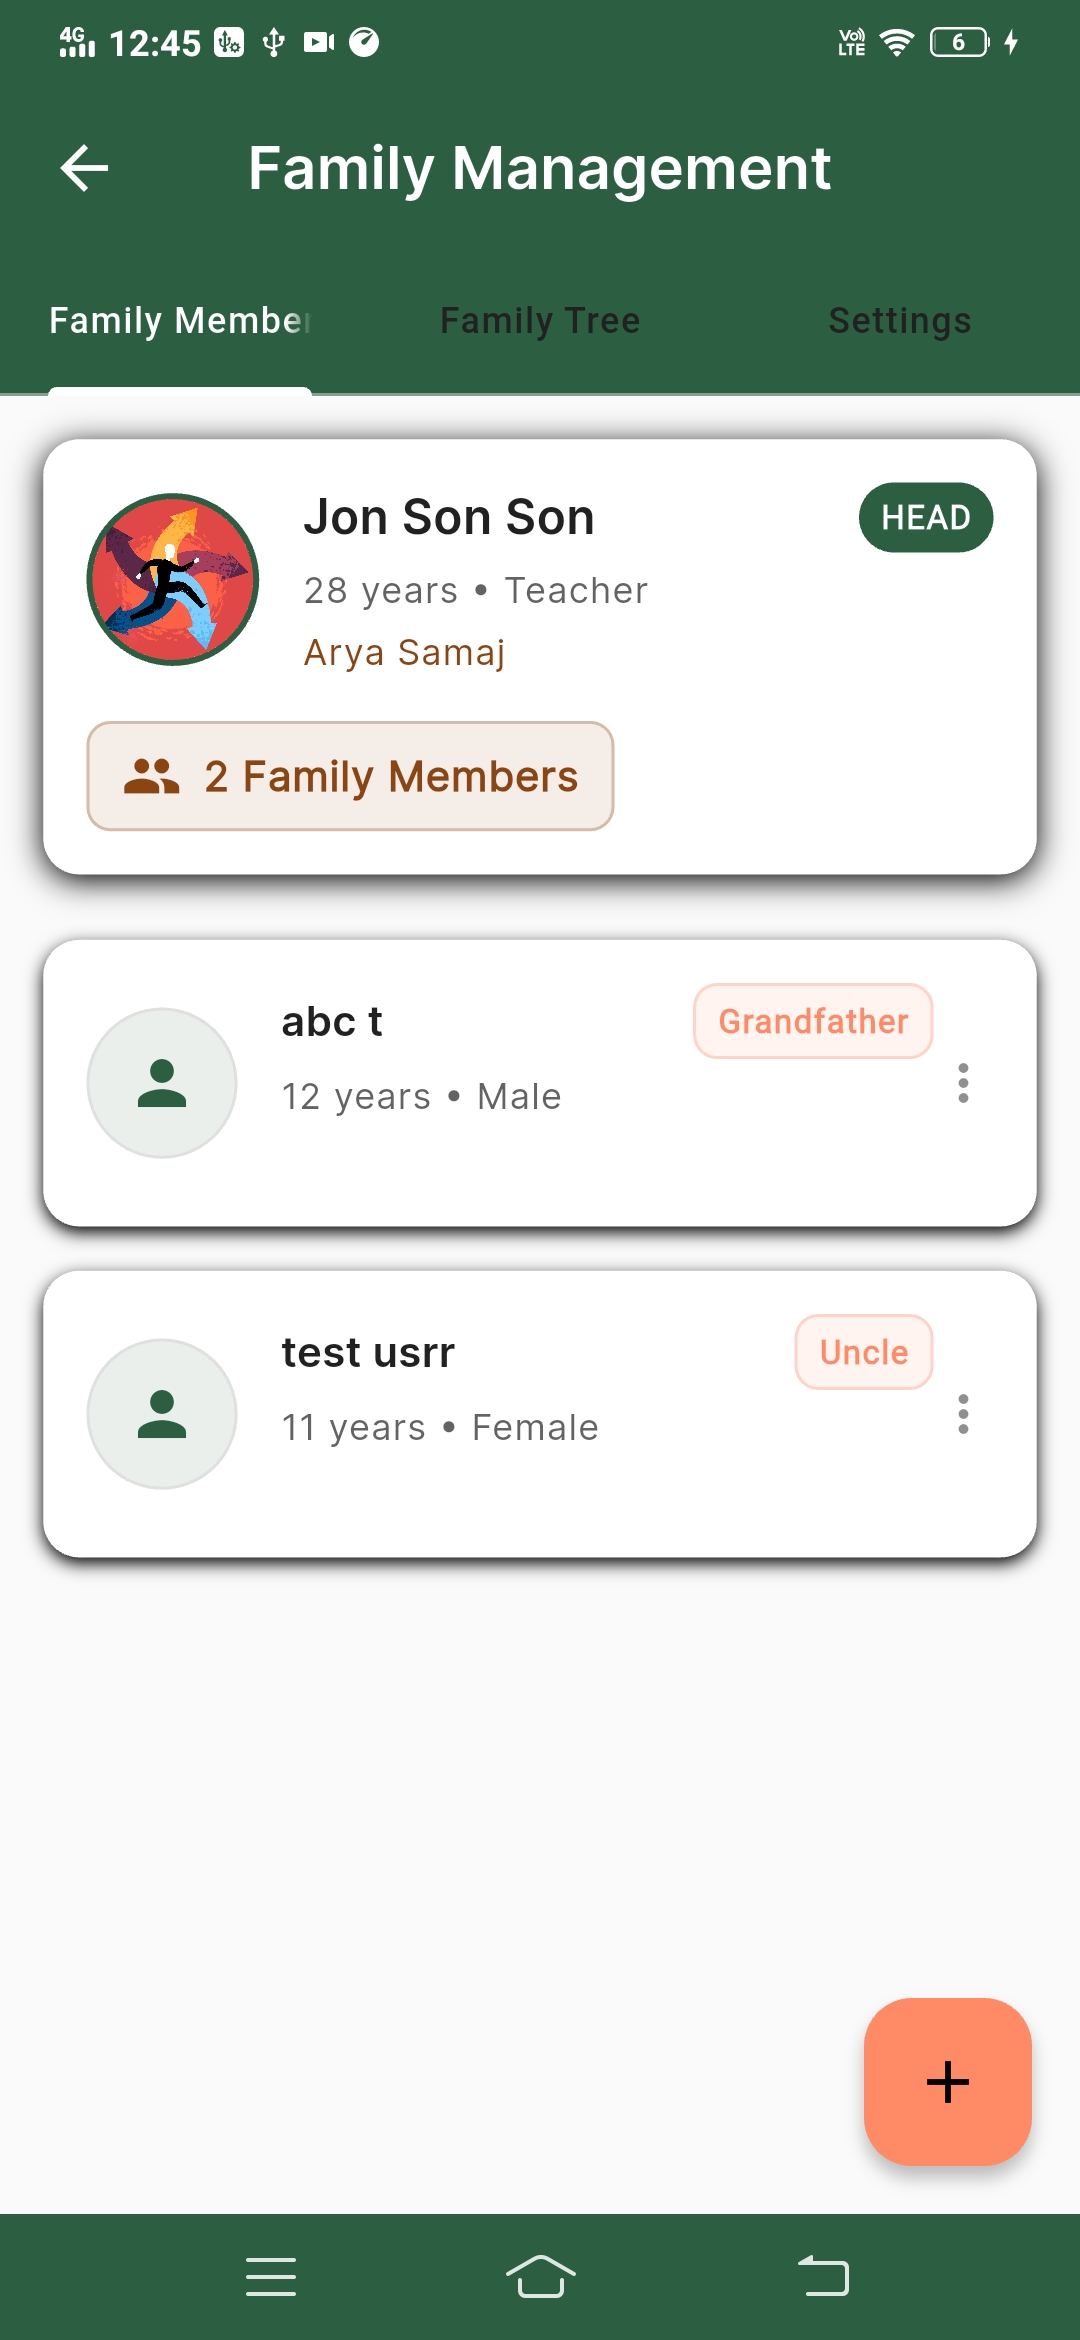 4G 12:45 Vo)) LTE 6
Family Management
Family Member Family Tree Settings
Jon Son Son HEAD
28 years • Teacher
Arya Samaj
2 Family Members
abc t Grandfather
12 years • Male
test usrr Uncle
11 years • Female